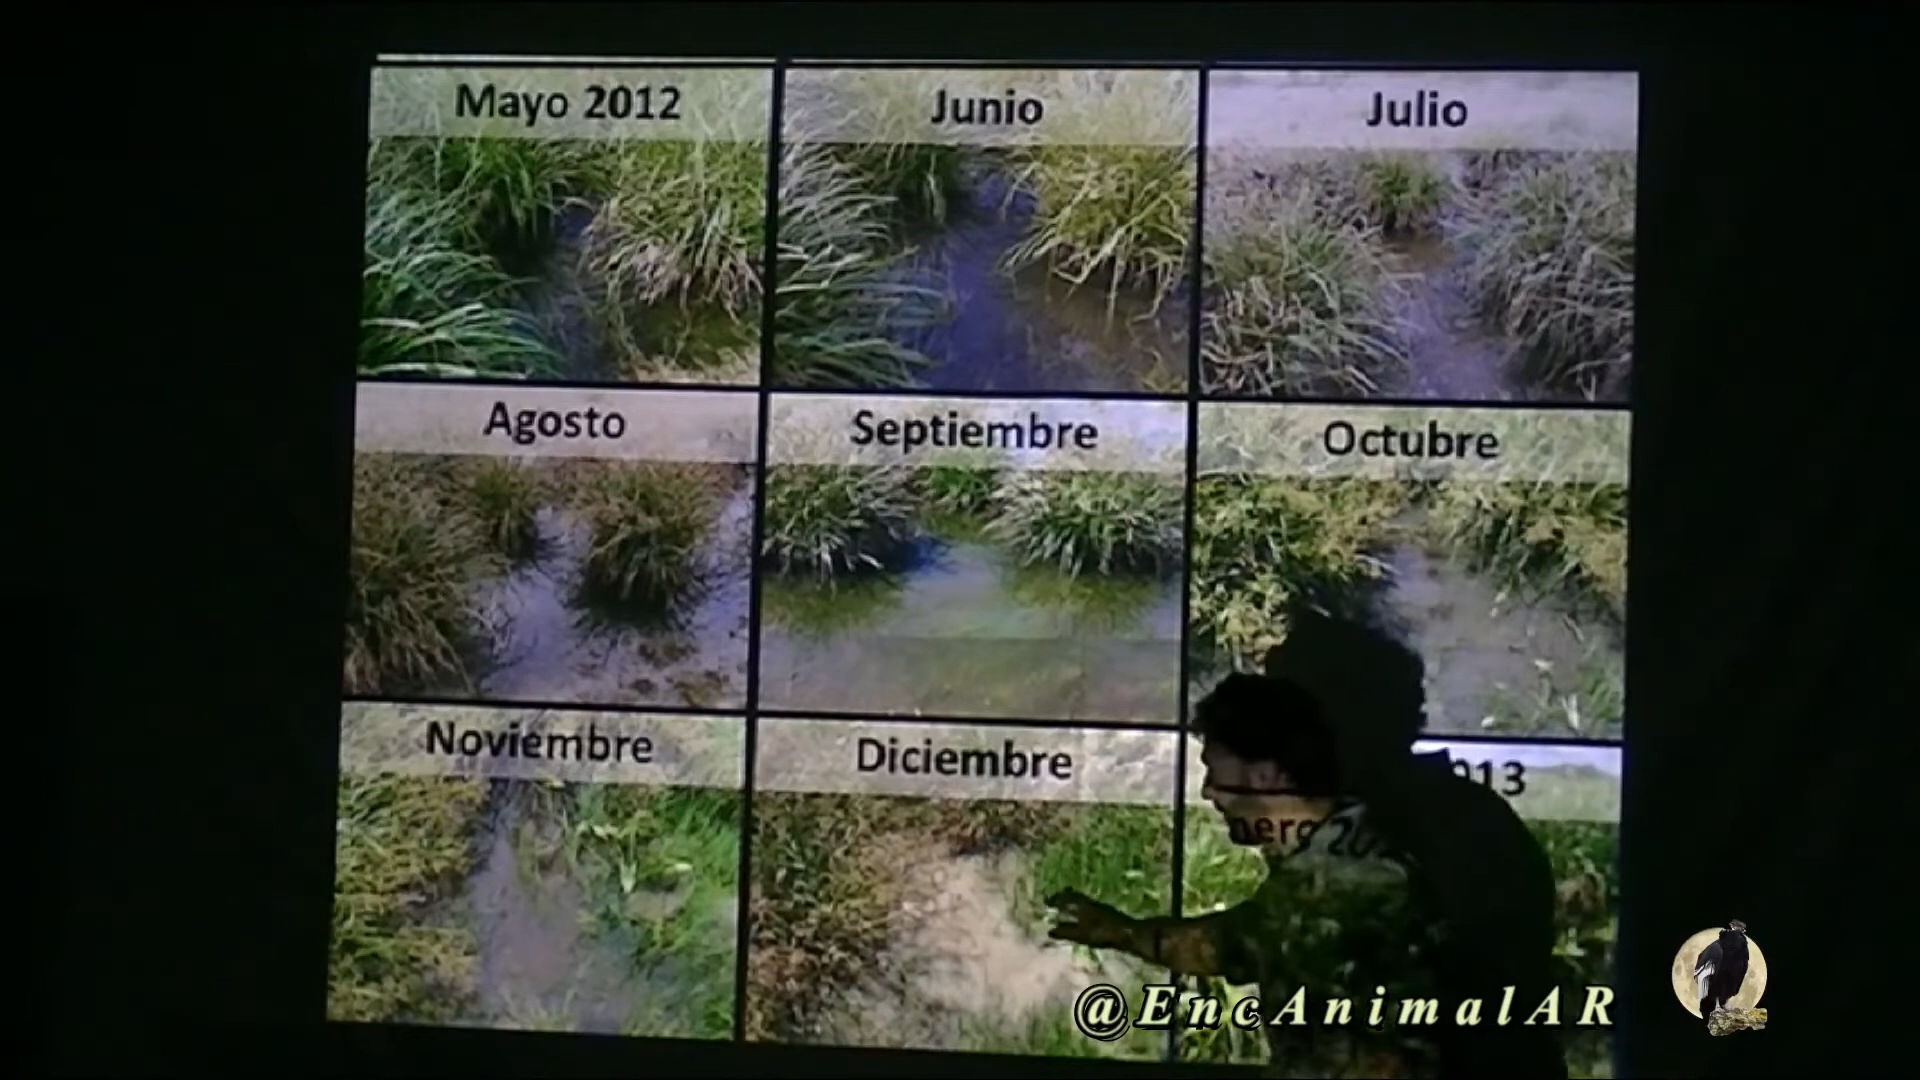 Mayo 2012
Junio
Julio
Agosto
Septiembre
Octubre
Noviembre
Diciembre
@EncAnimalAR